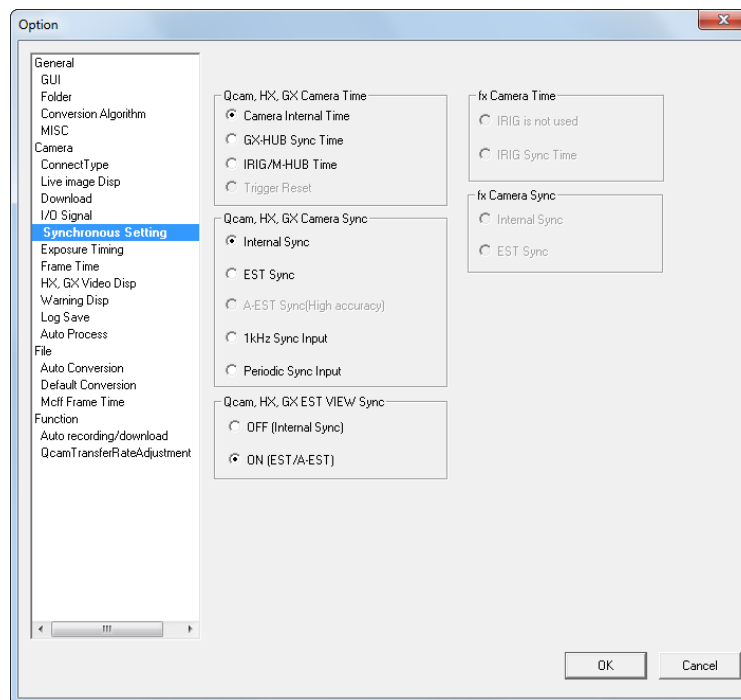 Option
General
GUI
Folder
Conversion Algorithm
MISC
Camera
ConnectType
Live image Disp
Download
I/O Signal
Synchronous Setting
Exposure Timing
Frame Time
HX, GX Video Disp
Warning Disp
Log Save
Auto Process
File
Auto Conversion
Default Conversion
Mcff Frame Time
Function
Auto recording/download
QcamTransferRateAdjustment
Qcam, HX, GX Camera Time
Camera Internal Time
GX-HUB Sync Time
IRIG/M-HUB Time
Trigger Reset
Qcam, HX, GX Camera Sync
Internal Sync
EST Sync
A-EST Sync(High accuracy)
1kHz Sync Input
Periodic Sync Input
Qcam, HX, GX EST VIEW Sync
OFF (Internal Sync)
ON (EST/A-EST)
fx Camera Time
IRIG is not used
IRIG Sync Time
fx Camera Sync
Internal Sync
EST Sync
OK
Cancel